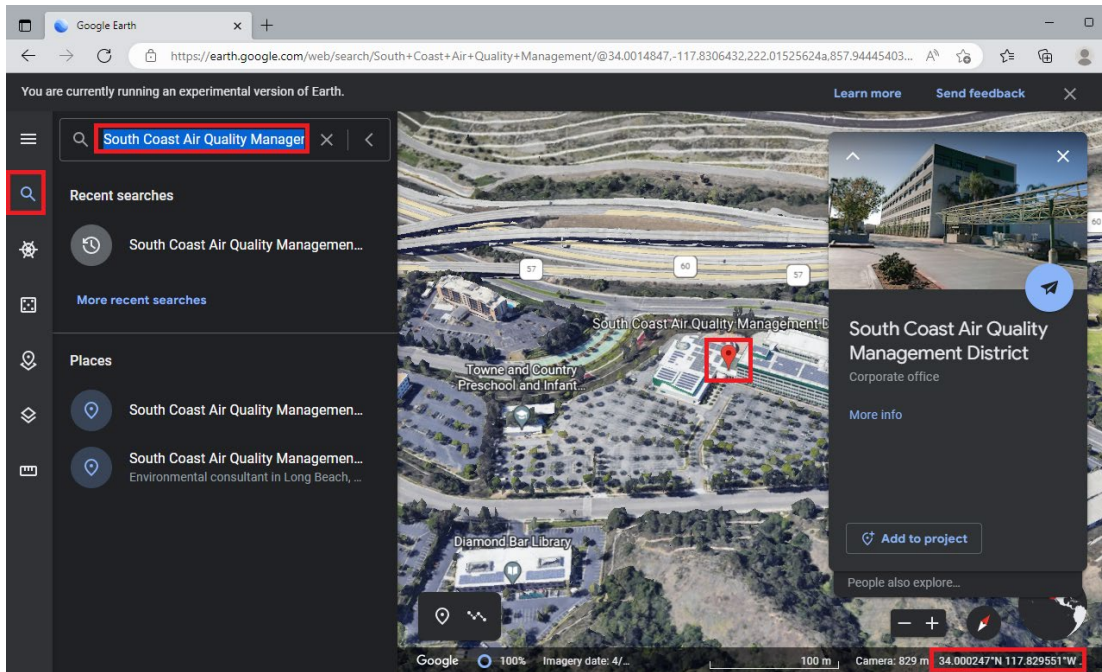 Google Earth
https://earth.google.com/web/search/South+Coast+Air+Quality+Management/@34.0014847,-117.8306432,222.01525624a,857.94445403...
You are currently running an experimental version of Earth.
Learn more
Send feedback
South Coast Air Quality Manager
Recent searches
South Coast Air Quality Managemen...
More recent searches
Places
South Coast Air Quality Managemen...
South Coast Air Quality Managemen...
Environmental consultant in Long Beach, ...
57
60
57
60
South Coast Air Quality Management D
Towne and Country
Preschool and Infant...
Diamond Bar Library
South Coast Air Quality
Management District
Corporate office
More info
Add to project
People also explore...
Google
100%
Imagery date: 4/...
100 m
Camera: 829 m
34.000247°N 117.829551°W